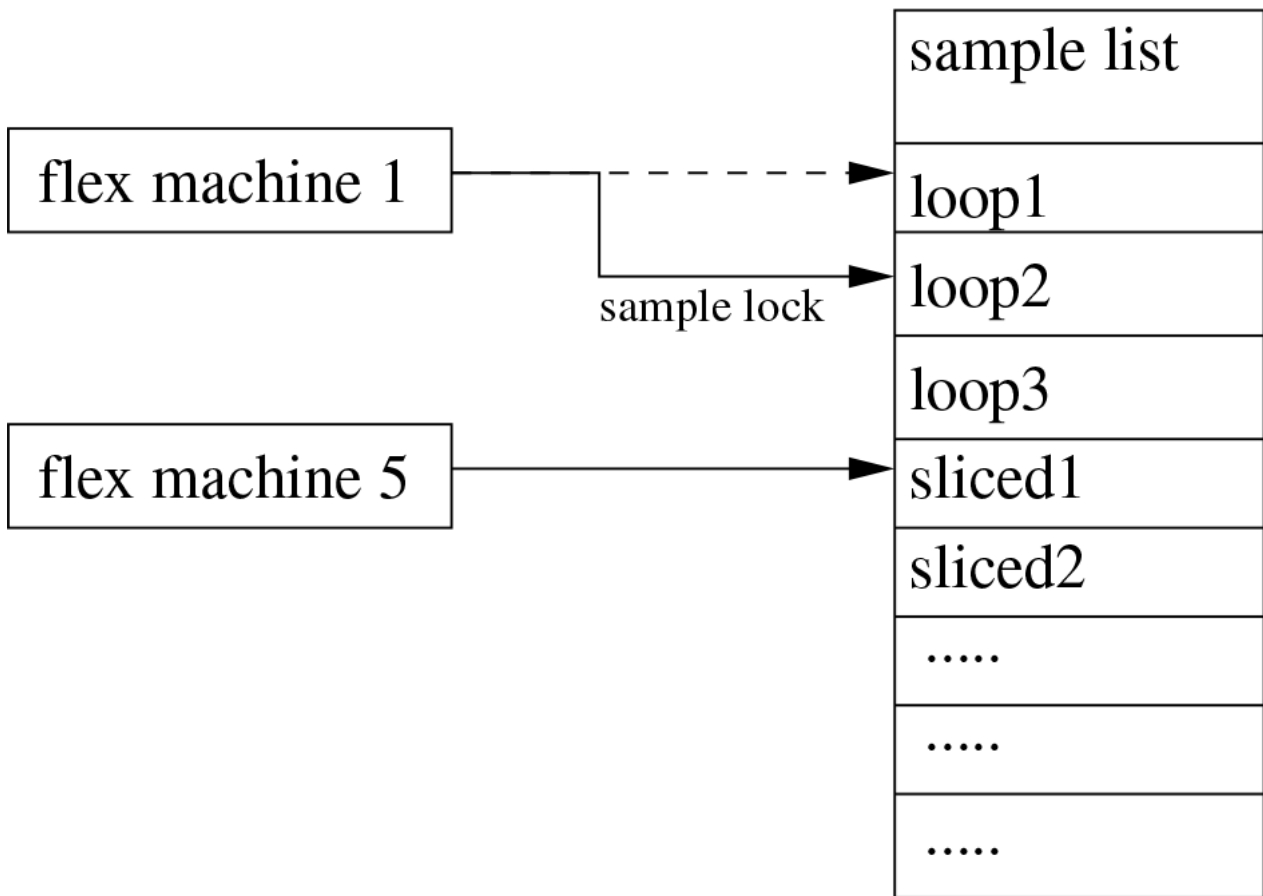 sample list
flex machine 1
loop1
loop2
sample lock
loop3
flex machine 5
sliced1
sliced2
.....
.....
.....